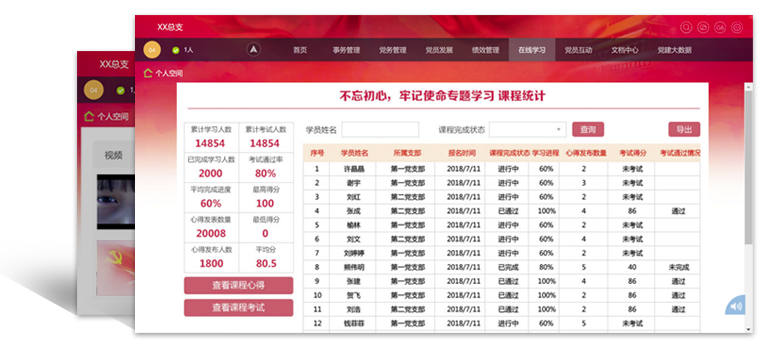 XX总支
04 1人 首页 事务管理 党务管理 党员发展 绩效管理 在线学习 党员互动 文档中心 党建大数据
个人空间
不忘初心，牢记使命专题学习 课程统计
累计学习人数 累计考试人数
14854 14854
已完成学习人数 考试通过率
2000 80%
平均完成进度 最高得分
60% 100
心得发表数量 最低得分
20008 0
心得发布人数 平均分
1800 80.5
查看课程心得
查看课程考试
学员姓名 课程完成状态 查询 导出
序号 学员姓名 所属支部 报名时间 课程完成状态 学习进程 心得发布数量 考试得分 考试通过情况
1 许晶晶 第一党支部 2018/7/11 进行中 60% 2 未考试
2 谢宇 第一党支部 2018/7/11 进行中 60% 3 未考试
3 刘红 第二党支部 2018/7/11 进行中 60% 2 未考试
4 张成 第二党支部 2018/7/11 已通过 100% 4 86 通过
5 榆林 第一党支部 2018/7/11 进行中 60% 2 未考试
6 刘文 第二党支部 2018/7/11 进行中 60% 4 未考试
7 刘婷婷 第一党支部 2018/7/11 进行中 60% 2 未考试
8 熊伟明 第一党支部 2018/7/11 已完成 80% 5 40 未完成
9 张建 第一党支部 2018/7/11 已通过 100% 4 86 通过
10 贺飞 第一党支部 2018/7/11 已通过 100% 2 86 通过
11 刘浩 第二党支部 2018/7/11 已通过 100% 2 86 通过
12 钱菲菲 第一党支部 2018/7/11 进行中 60% 5 未考试
XX总支
04 1
个人空间
视频